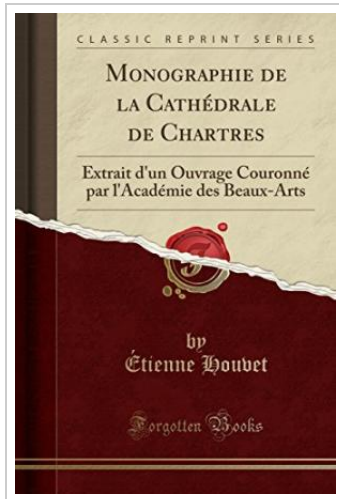 CLASSIC REPRINT SERIES
MONOGRAPHIE DE
LA CATHÉDRALE
DE CHARTRES
Extrait d'un Ouvrage Couronné
par l'Académie des Beaux-Arts
by
Étienne Houvet
Forgotten Books